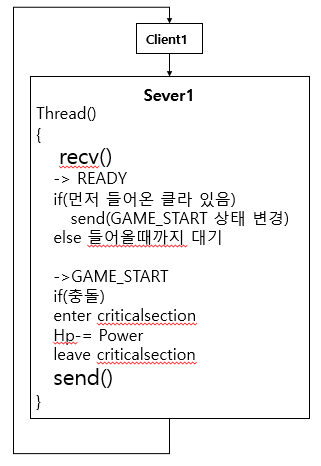 Client1
Sever1
Thread()
{
recv()
-> READY
if(먼저 들어온 클라 있음)
send(GAME_START 상태 변경)
else 들어올때까지 대기
->GAME_START
if(충돌)
enter criticalsection
Hp-= Power
leave criticalsection
send()
}